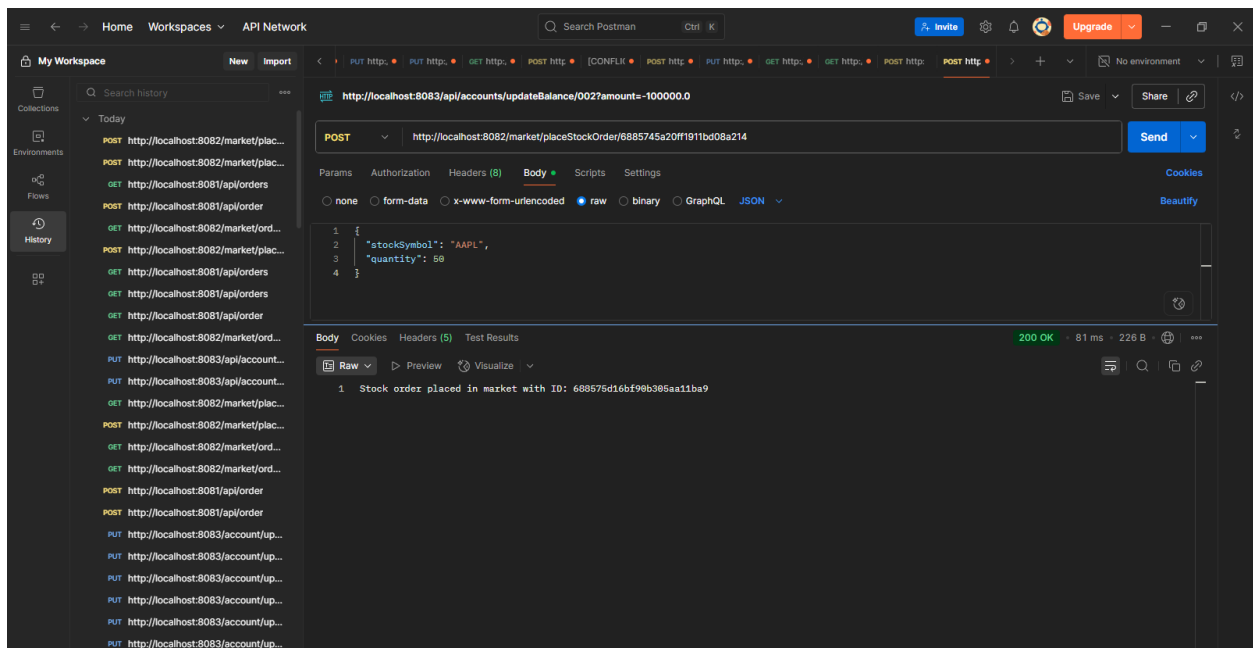 Home Workspaces API Network Search Postman Ctrl K Invite Upgrade
My Workspace New Import PUT http:, PUT http:, GET http:, POST http [CONFLI( POST http PUT http:, GET http:, GET http:, POST http: POST http No environment
Collections
Environments
Flows
History
Search history
Today
POST http://localhost:8082/market/plac...
POST http://localhost:8082/market/plac...
GET http://localhost:8081/api/orders
POST http://localhost:8081/api/order
GET http://localhost:8082/market/ord...
POST http://localhost:8082/market/plac...
GET http://localhost:8081/api/orders
GET http://localhost:8081/api/orders
GET http://localhost:8081/api/order
GET http://localhost:8082/market/ord...
PUT http://localhost:8083/api/account...
PUT http://localhost:8083/api/account...
GET http://localhost:8082/market/plac...
POST http://localhost:8082/market/plac...
GET http://localhost:8082/market/ord...
GET http://localhost:8082/market/ord...
POST http://localhost:8081/api/order
POST http://localhost:8081/api/order
PUT http://localhost:8083/account/up...
PUT http://localhost:8083/account/up...
PUT http://localhost:8083/account/up...
PUT http://localhost:8083/account/up...
PUT http://localhost:8083/account/up...
PUT http://localhost:8083/account/up...
HTTP http://localhost:8083/api/accounts/updateBalance/002?amount=-100000.0 Save Share
POST http://localhost:8082/market/placeStockOrder/6885745a20ff1911bd08a214 Send
Params Authorization Headers (8) Body Scripts Settings Cookies
none form-data x-www-form-urlencoded raw binary GraphQL JSON Beautify
1 {
2 "stockSymbol": "AAPL",
3 "quantity": 50
4 }
Body Cookies Headers (5) Test Results 200 OK 81 ms 226 B
Raw Preview Visualize
1 Stock order placed in market with ID: 688575d16bf90b305aa11ba9